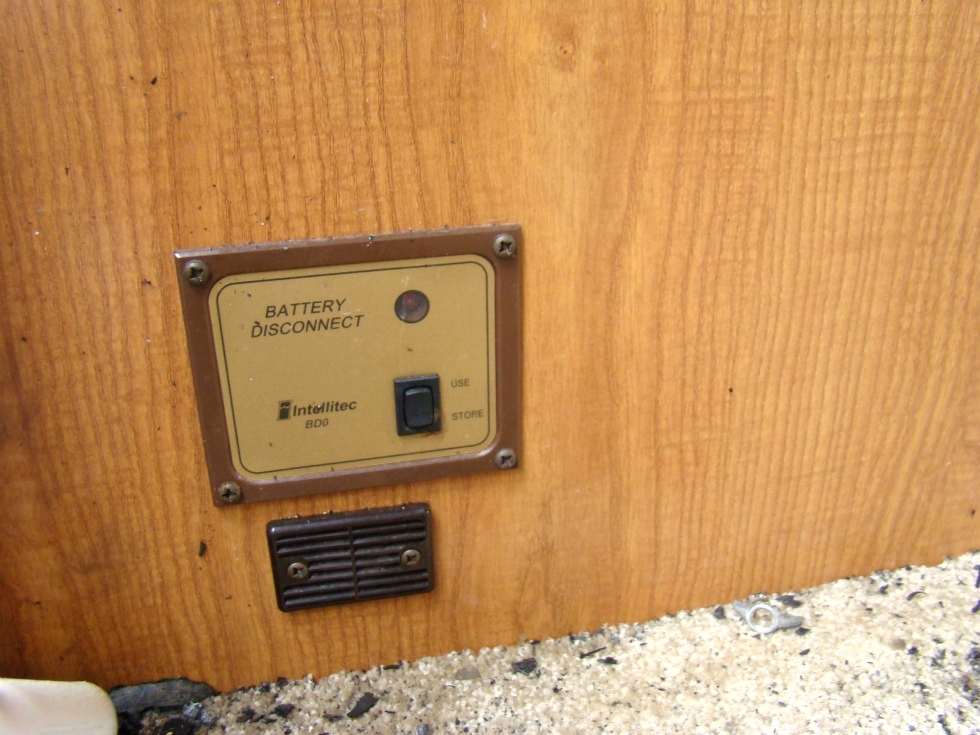 BATTERY
DISCONNECT
USE
Intellitec
STORE
BD0